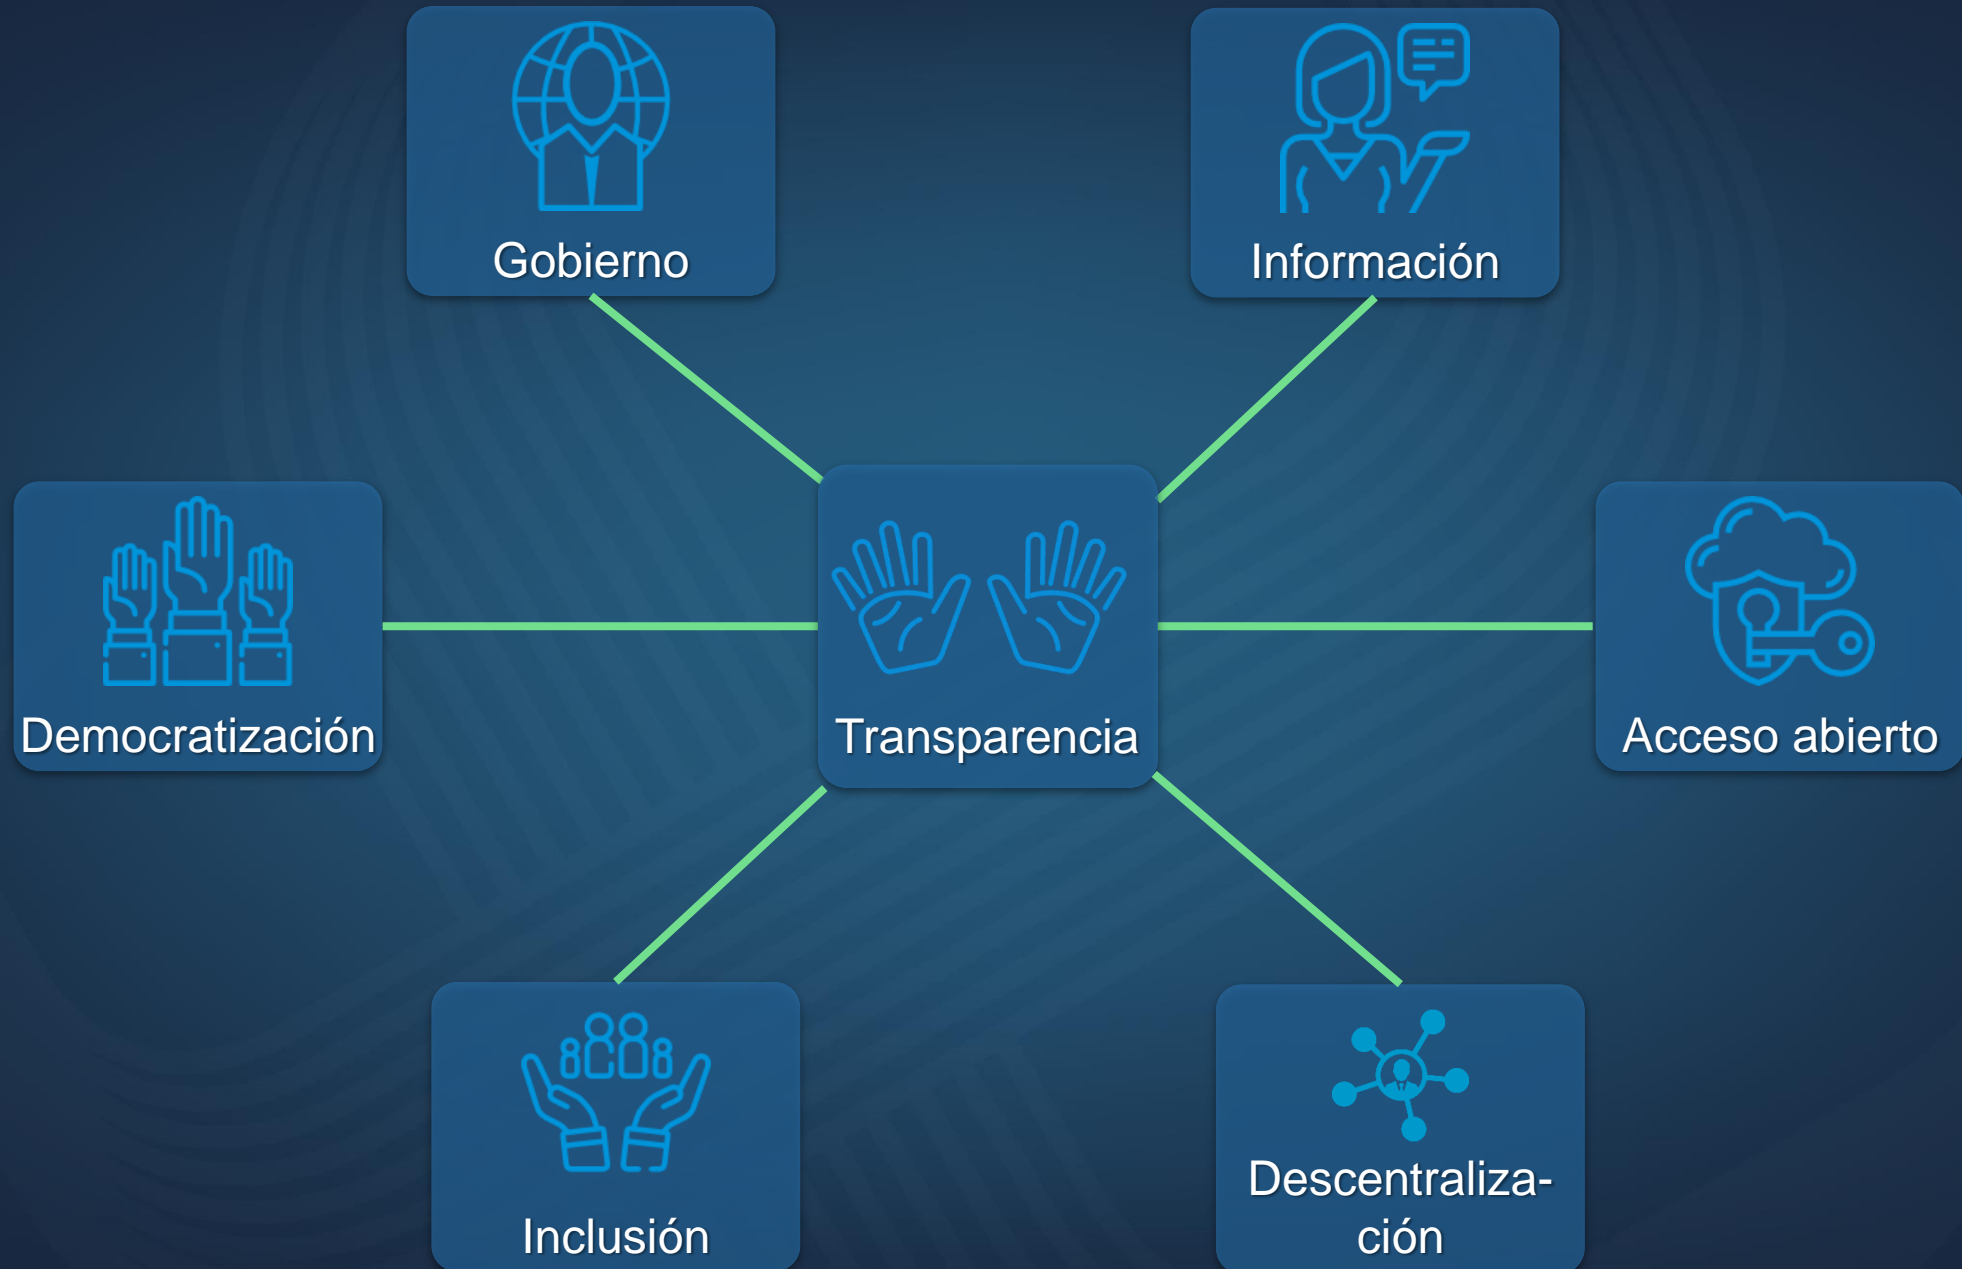 Gobierno
Información
Democratización
Transparencia
Acceso abierto
Inclusión
Descentraliza-
ción